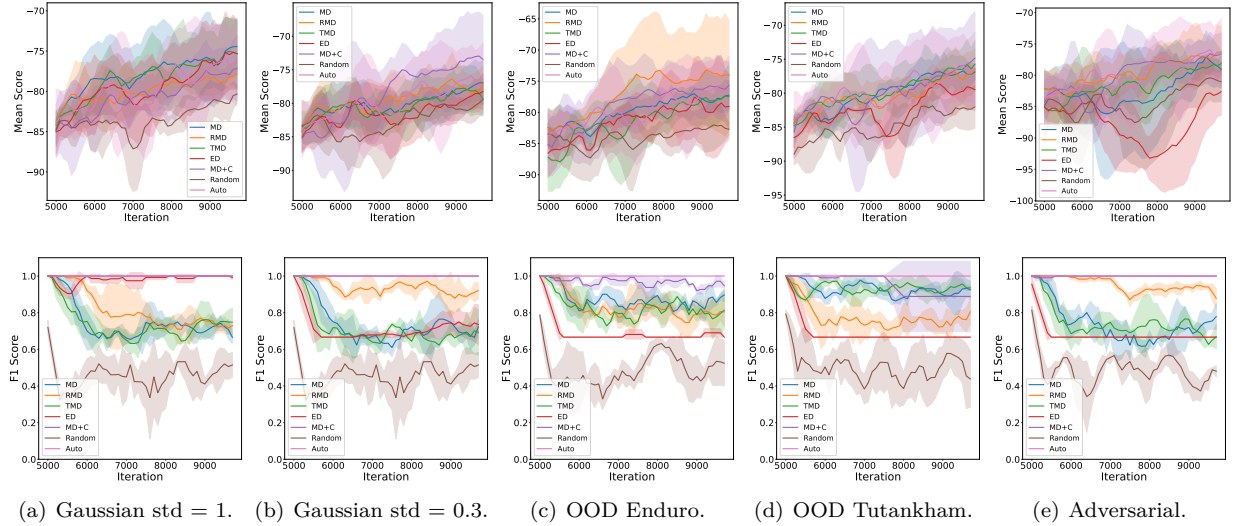 −70
−75
−80
−85
−90
Mean Score
5000 6000 7000 8000 9000
Iteration
MD
RMD
TMD
ED
MD+C
Random
Auto
−70
−75
−80
−85
−90
Mean Score
5000 6000 7000 8000 9000
Iteration
MD
RMD
TMD
ED
MD+C
Random
Auto
−65
−70
−75
−80
−85
−90
Mean Score
5000 6000 7000 8000 9000
Iteration
MD
RMD
TMD
ED
MD+C
Random
Auto
−70
−75
−80
−85
−90
−95
Mean Score
5000 6000 7000 8000 9000
Iteration
MD
RMD
TMD
ED
MD+C
Random
Auto
−70
−75
−80
−85
−90
−95
−100
Mean Score
5000 6000 7000 8000 9000
Iteration
MD
RMD
TMD
ED
MD+C
Random
Auto
1.0
0.8
0.6
0.4
0.2
0.0
F1 Score
5000 6000 7000 8000 9000
Iteration
MD
RMD
TMD
ED
MD+C
Random
Auto
1.0
0.8
0.6
0.4
0.2
0.0
F1 Score
5000 6000 7000 8000 9000
Iteration
MD
RMD
TMD
ED
MD+C
Random
Auto
1.0
0.8
0.6
0.4
0.2
0.0
F1 Score
5000 6000 7000 8000 9000
Iteration
MD
RMD
TMD
ED
MD+C
Random
Auto
1.0
0.8
0.6
0.4
0.2
0.0
F1 Score
5000 6000 7000 8000 9000
Iteration
MD
RMD
TMD
ED
MD+C
Random
Auto
1.0
0.8
0.6
0.4
0.2
0.0
F1 Score
5000 6000 7000 8000 9000
Iteration
MD
RMD
TMD
ED
MD+C
Random
Auto
(a) Gaussian std = 1.
(b) Gaussian std = 0.3.
(c) OOD Enduro.
(d) OOD Tutankham.
(e) Adversarial.